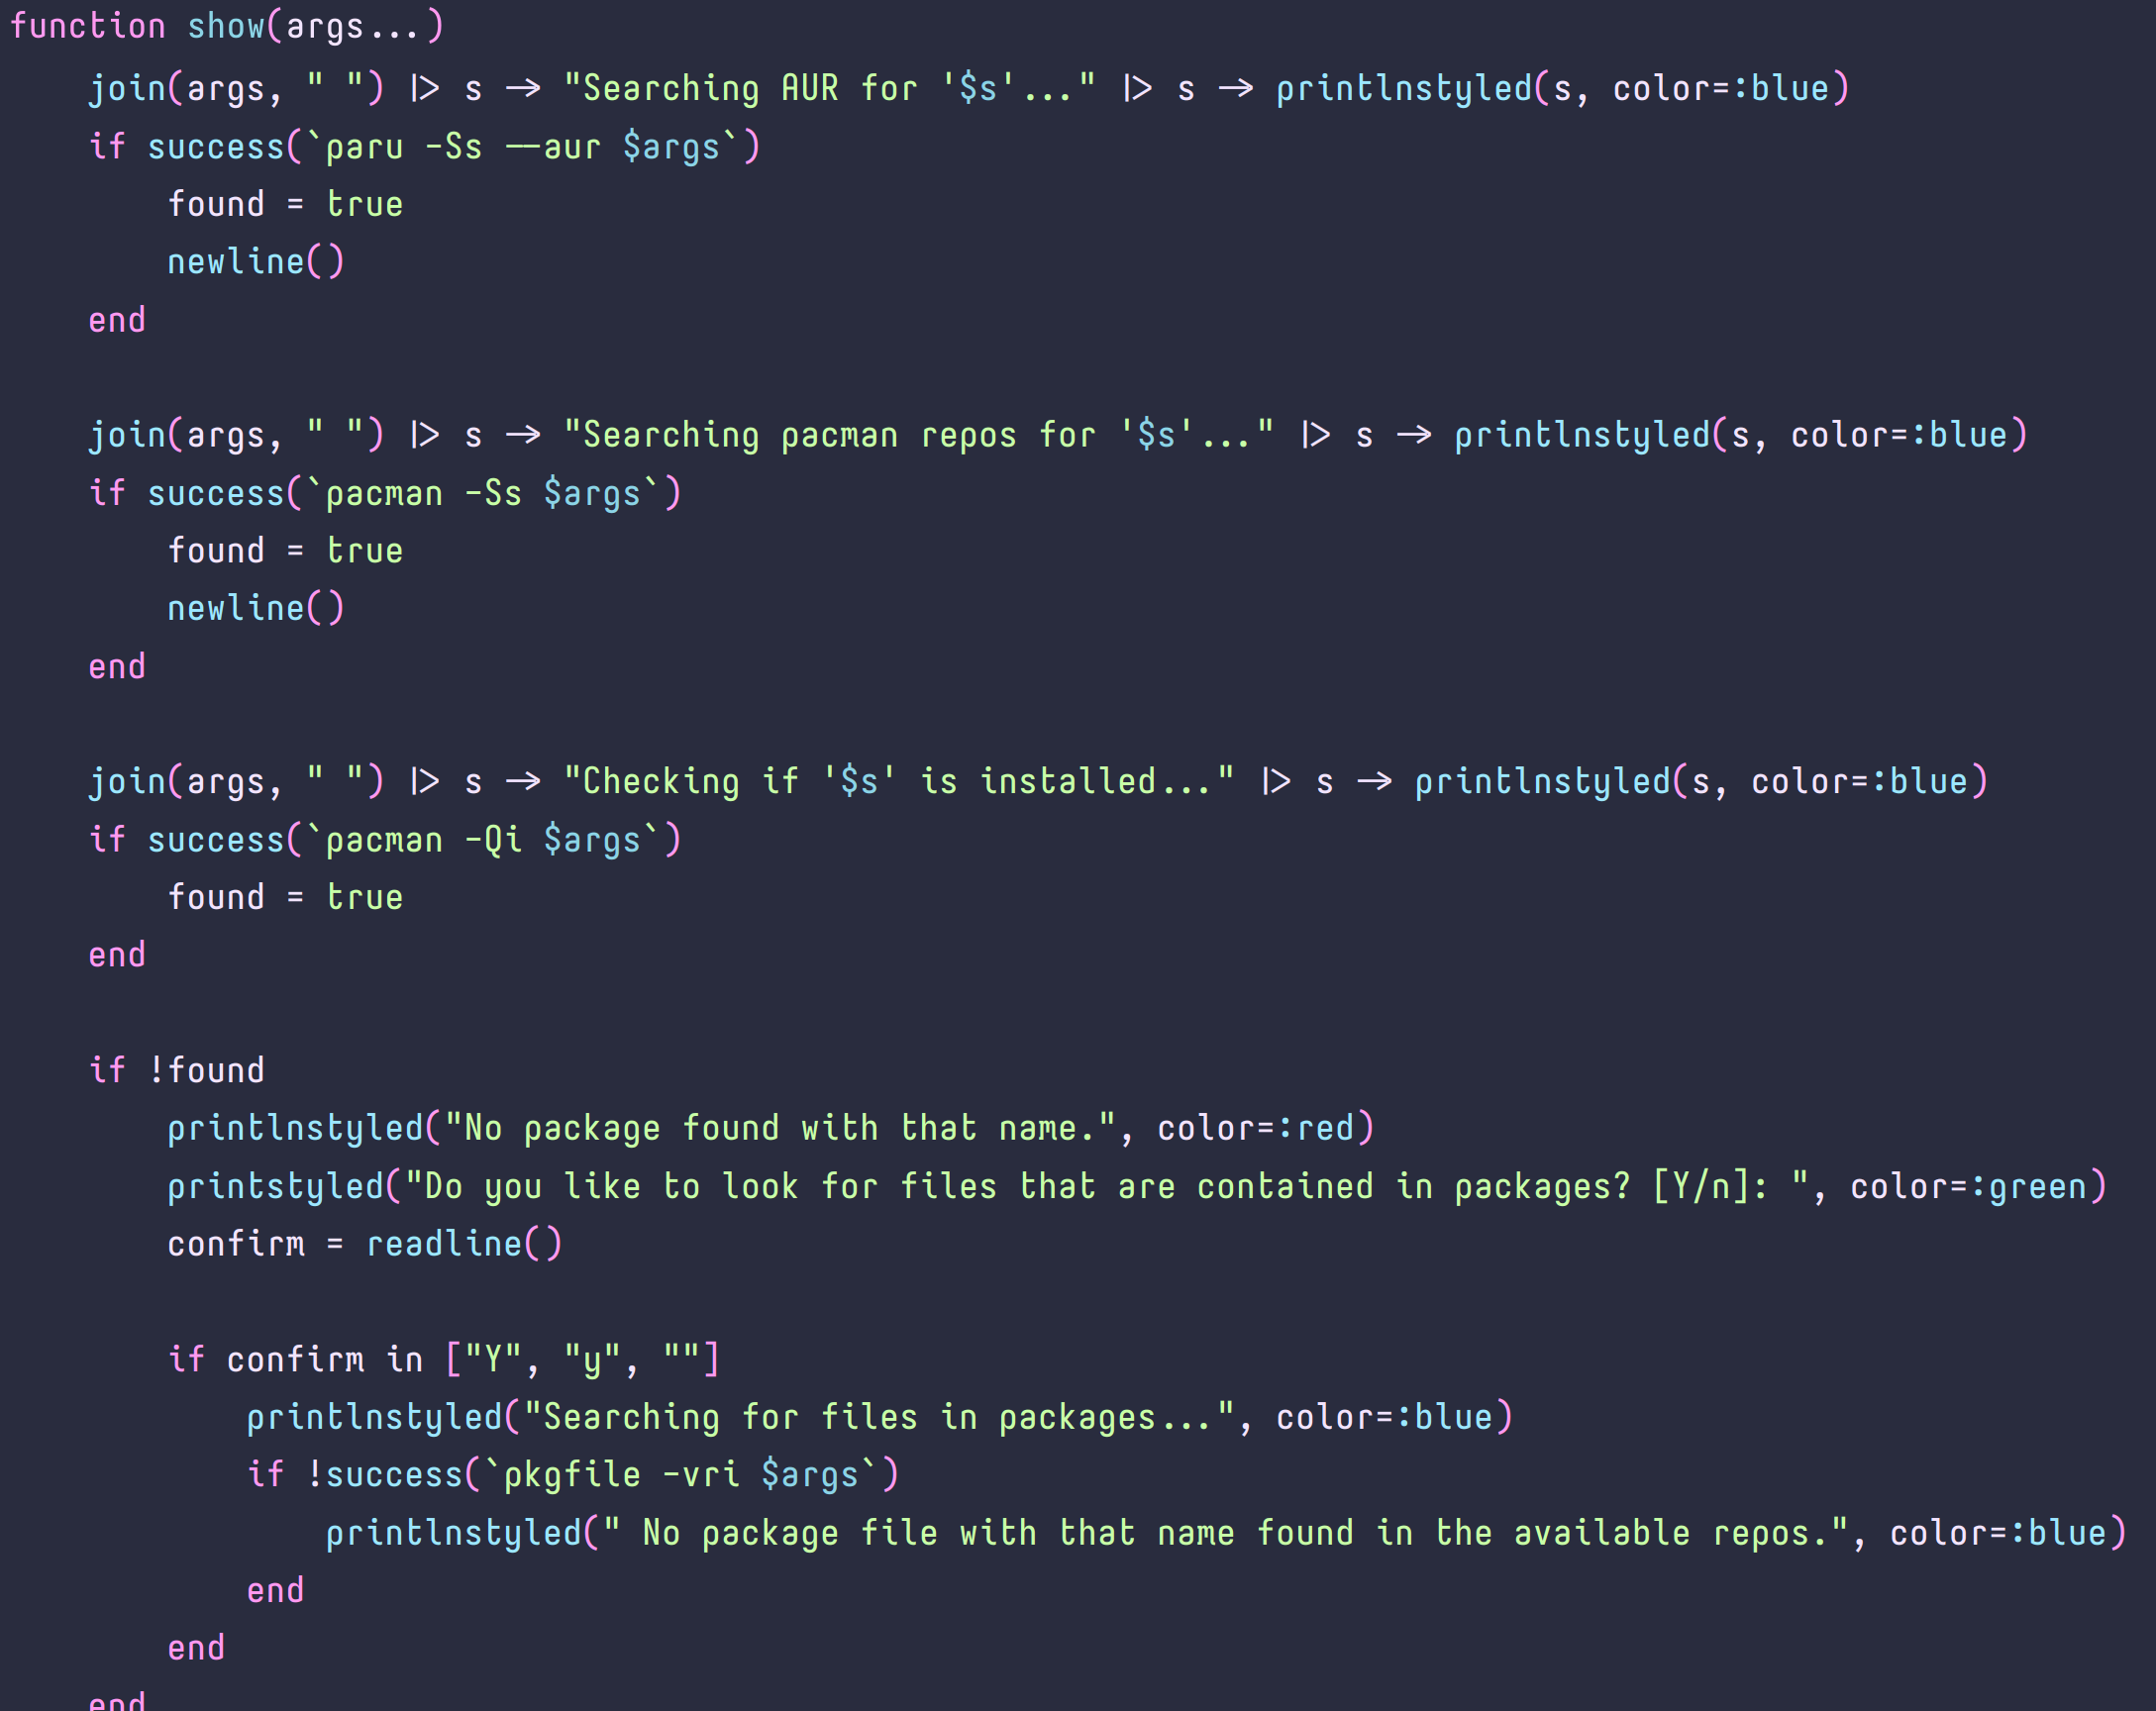 function show(args...)
    join(args, " ") |> s -> "Searching AUR for '$s'..." |> s -> printlnstyled(s, color=:blue)
    if success(`paru -Ss --aur $args`)
        found = true
        newline()
    end

    join(args, " ") |> s -> "Searching pacman repos for '$s'..." |> s -> printlnstyled(s, color=:blue)
    if success(`pacman -Ss $args`)
        found = true
        newline()
    end

    join(args, " ") |> s -> "Checking if '$s' is installed..." |> s -> printlnstyled(s, color=:blue)
    if success(`pacman -Qi $args`)
        found = true
    end

    if !found
        printlnstyled("No package found with that name.", color=:red)
        printstyled("Do you like to look for files that are contained in packages? [Y/n]: ", color=:green)
        confirm = readline()

        if confirm in ["Y", "y", ""]
            printlnstyled("Searching for files in packages...", color=:blue)
            if !success(`pkgfile -vri $args`)
                printlnstyled(" No package file with that name found in the available repos.", color=:blue)
            end
        end
    end